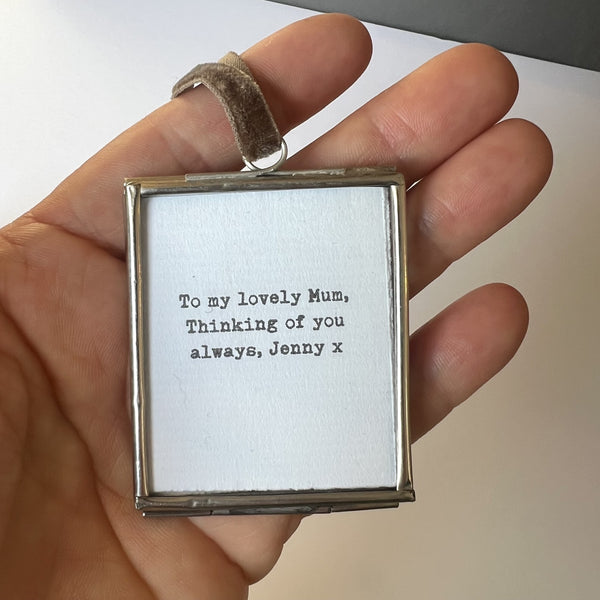 To my lovely Mum,
Thinking of you
always, Jenny x